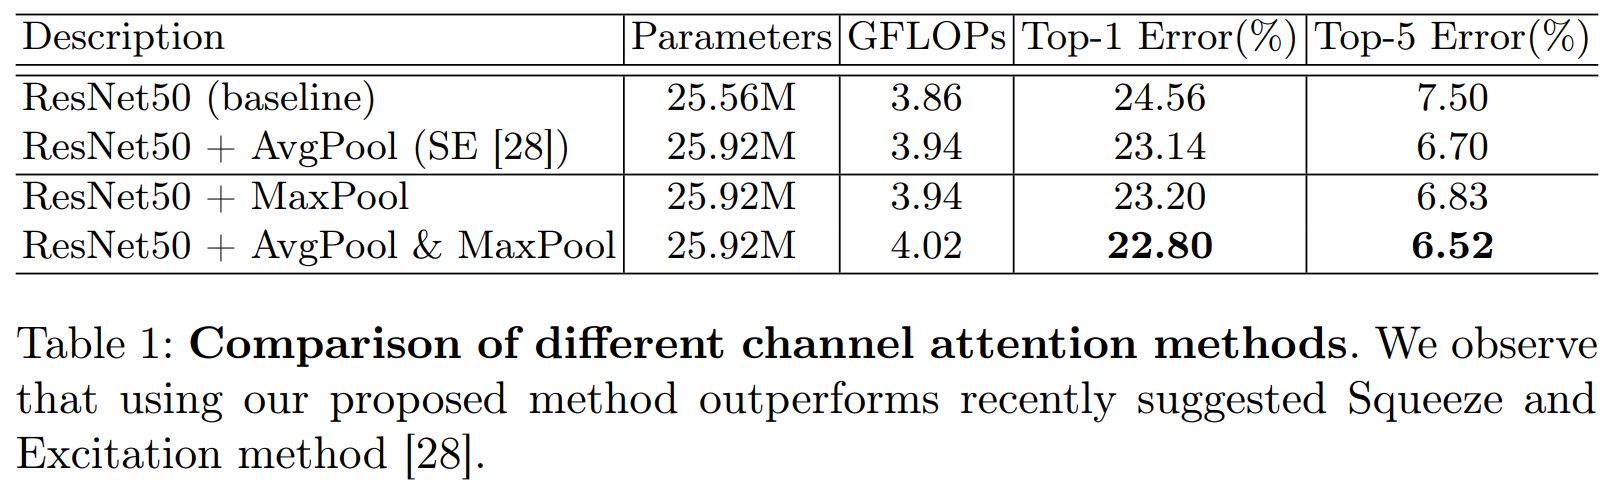 Description Parameters GFLOPs Top-1 Error(%) Top-5 Error(%)
ResNet50 (baseline) 25.56M 3.86 24.56 7.50
ResNet50 + AvgPool (SE [28]) 25.92M 3.94 23.14 6.70
ResNet50 + MaxPool 25.92M 3.94 23.20 6.83
ResNet50 + AvgPool & MaxPool 25.92M 4.02 22.80 6.52
Table 1: Comparison of different channel attention methods. We observe
that using our proposed method outperforms recently suggested Squeeze and
Excitation method [28].